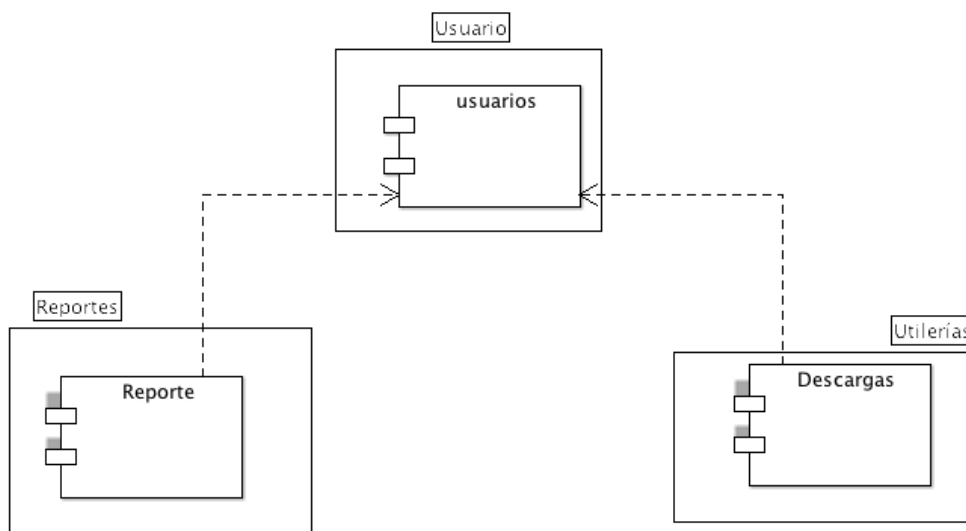 Usuario
usuarios
Reportes
Reporte
Utilerías
Descargas